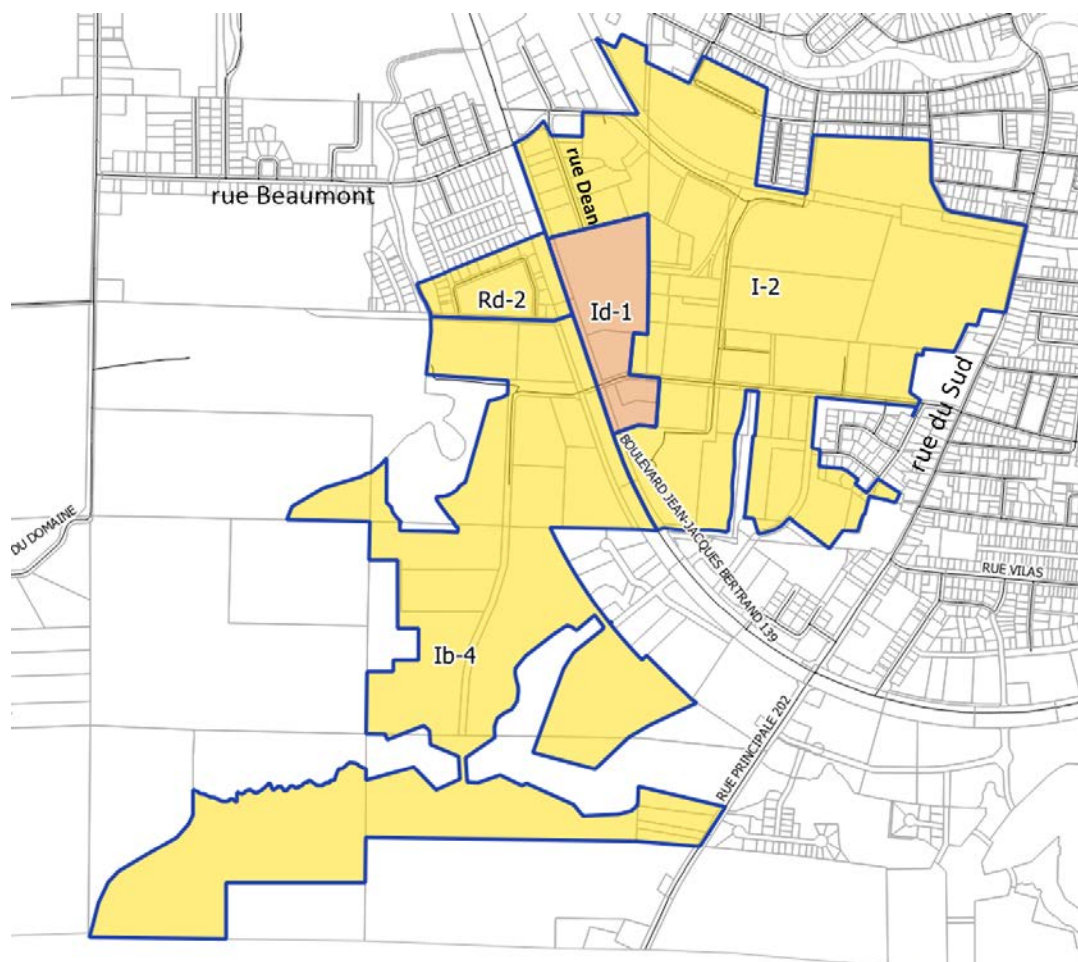 rue Dean
rue Beaumont
Rd-2
Id-1
I-2
rue du Sud
BOULEVARD JEAN-JACQUES BERTRAND 139
DU DOMAINE
RUE VILAS
Ib-4
RUE PRINCIPALE 202